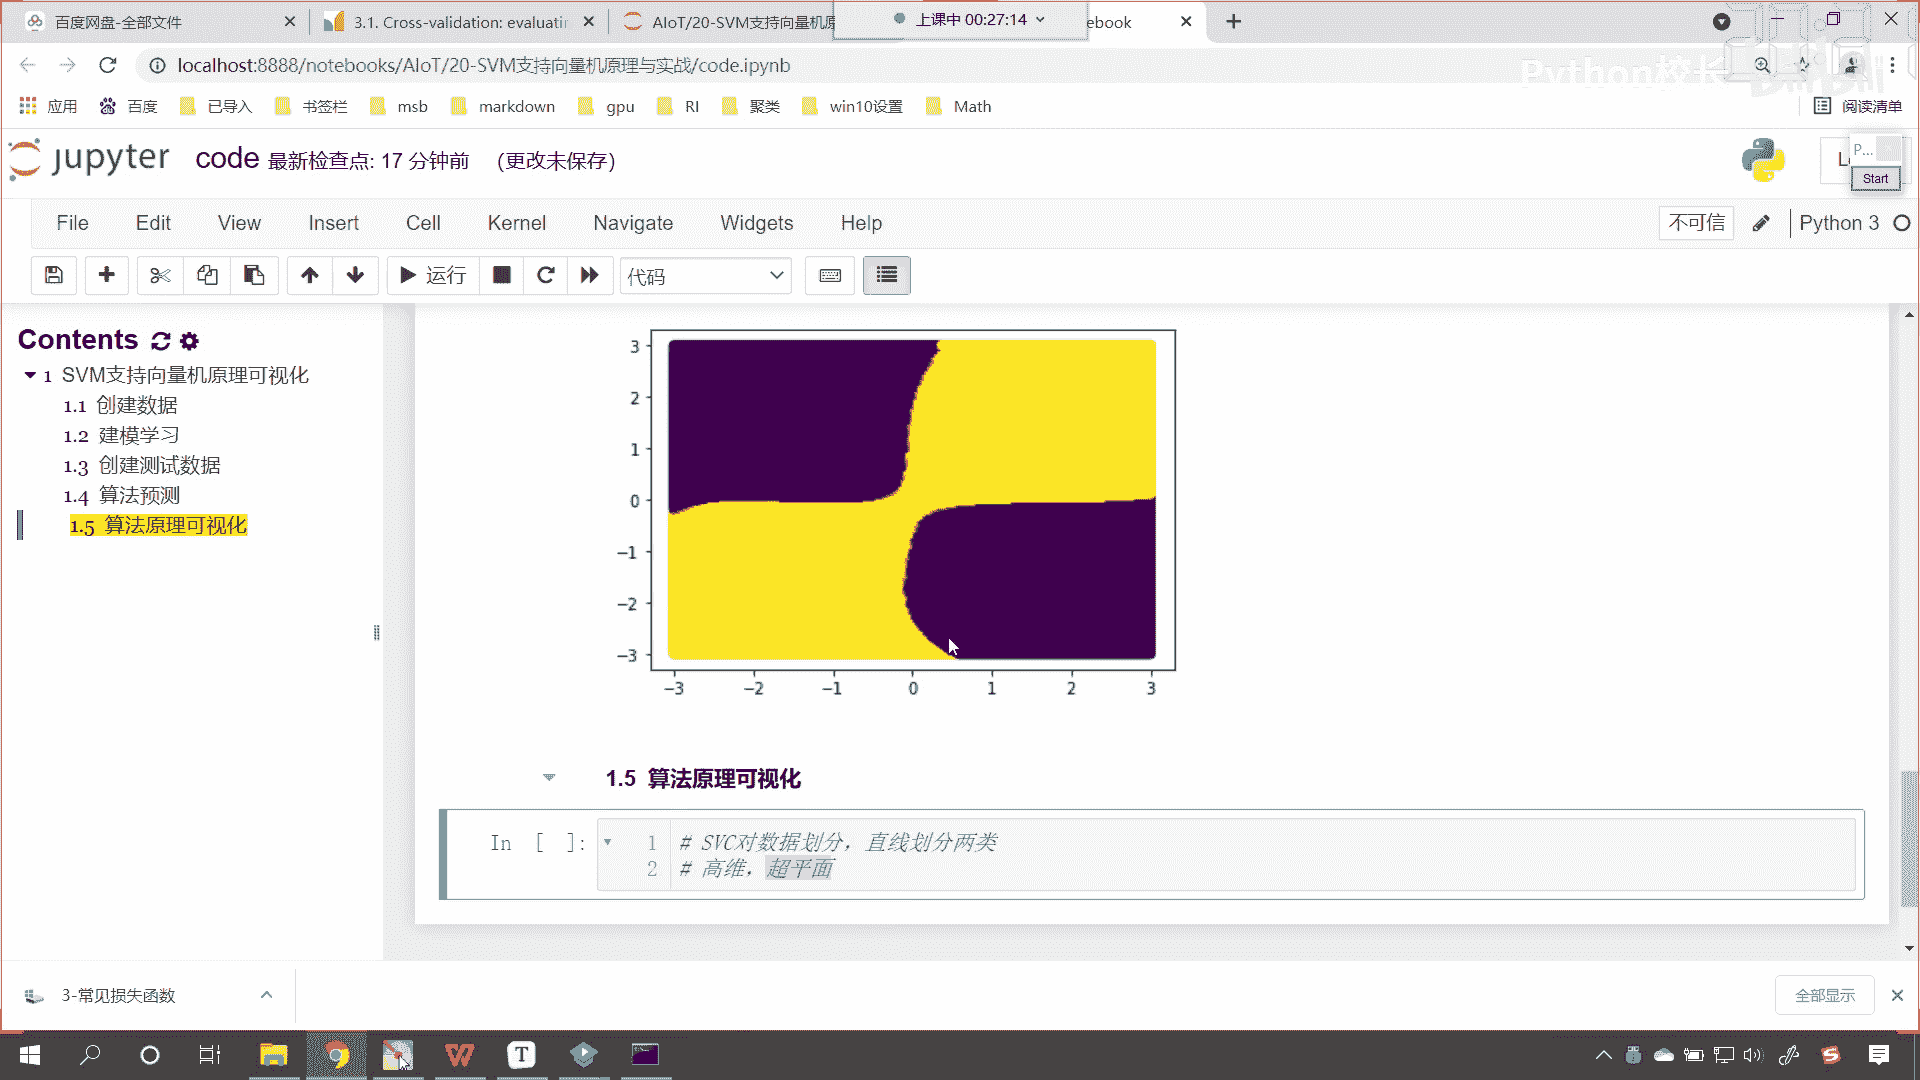 百度网盘-全部文件
3.1. Cross-validation: evaluatin
AIoT/20-SVM支持向量机原
上课中 00:27:14
ebook
localhost:8888/notebooks/AIoT/20-SVM支持向量机原理与实战/code.ipynb
Python校长
应用
百度
已导入
书签栏
msb
markdown
gpu
RI
聚类
win10设置
Math
阅读清单
jupyter
code 最新检查点: 17 分钟前 (更改未保存)
P...
Start
File
Edit
View
Insert
Cell
Kernel
Navigate
Widgets
Help
不可信
Python 3
运行
代码
Contents
1 SVM支持向量机原理可视化
1.1 创建数据
1.2 建模学习
1.3 创建测试数据
1.4 算法预测
1.5 算法原理可视化
3
2
1
0
−1
−2
−3
−3 −2 −1 0 1 2 3
1.5 算法原理可视化
In [ ]:
1 # SVC对数据划分，直线划分两类
2 # 高维，超平面
3-常见损失函数
全部显示